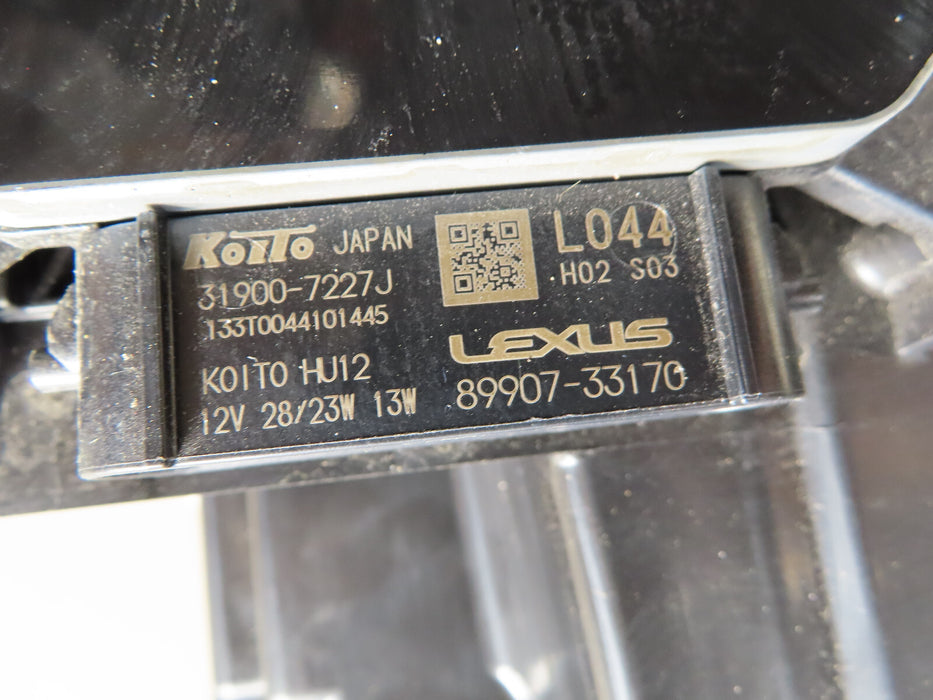 KOITO JAPAN
31900-7227J
133T0044101445
KOITO HU12
12V 28/23W 13W
L044
H02 S03
LEXUS
89907-33170